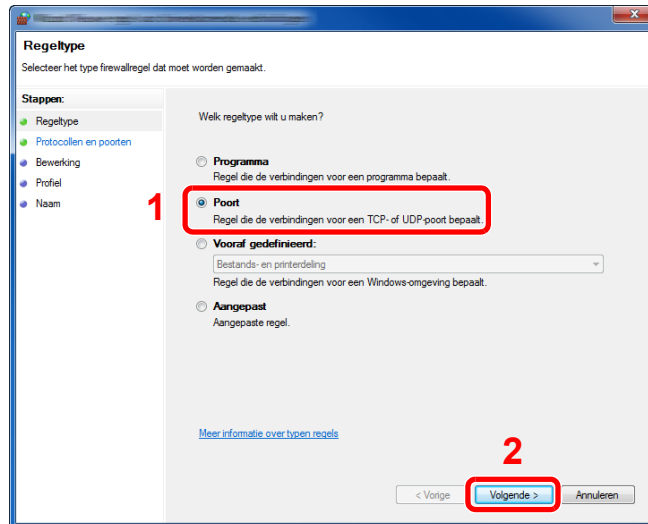 Regeltype
Selecteer het type firewallregel dat moet worden gemaakt.
Stappen:
Regeltype
Protocollen en poorten
Bewerking
Profiel
Naam
Welk regeltype wilt u maken?
Programma
Regel die de verbindingen voor een programma bepaalt.
1
Poort
Regel die de verbindingen voor een TCP- of UDP-poort bepaalt.
Vooraf gedefinieerd:
Bestands- en printerdeling
Regel die de verbindingen voor een Windows-omgeving bepaalt.
Aangepast
Aangepaste regel.
Meer informatie over typen regels
2
< Vorige
Volgende >
Annuleren